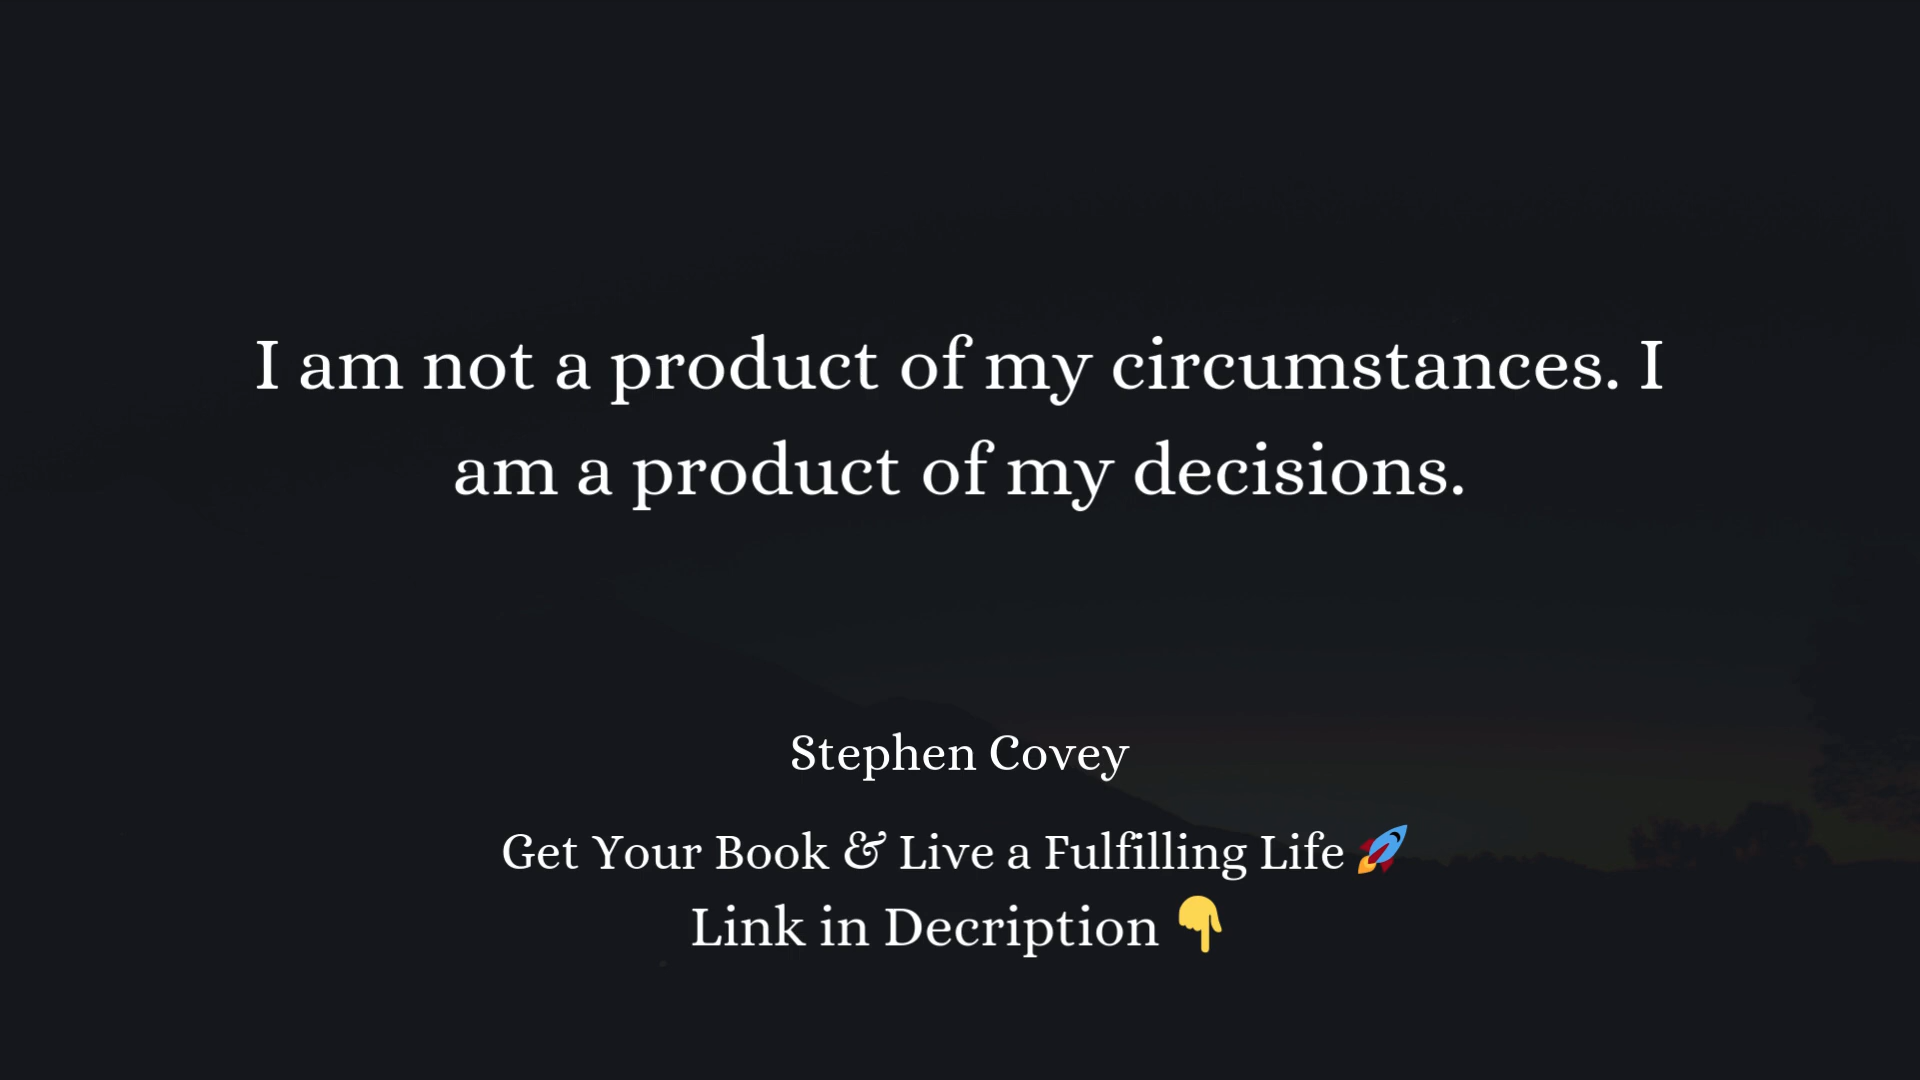 I am not a product of my circumstances. I
am a product of my decisions.
Stephen Covey
Get Your Book & Live a Fulfilling Life 🚀
Link in Decription 👇